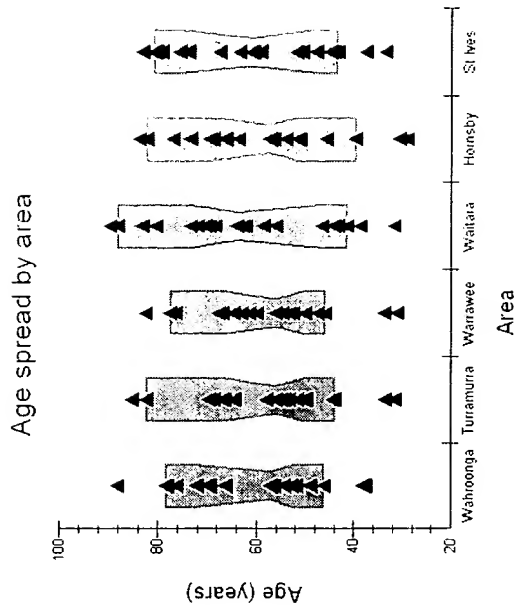 Age spread by area
Age (years)
100
80
60
40
20
Wahroonga
Turramurra
Warrawee
Waitara
Hornsby
St Ives
Area